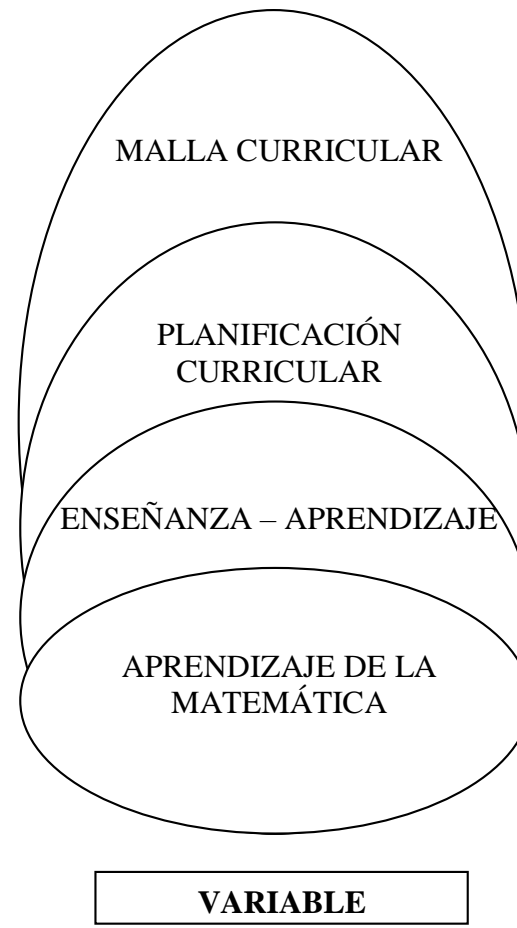 MALLA CURRICULAR
PLANIFICACIÓN
CURRICULAR
ENSEÑANZA – APRENDIZAJE
APRENDIZAJE DE LA
MATEMÁTICA
VARIABLE